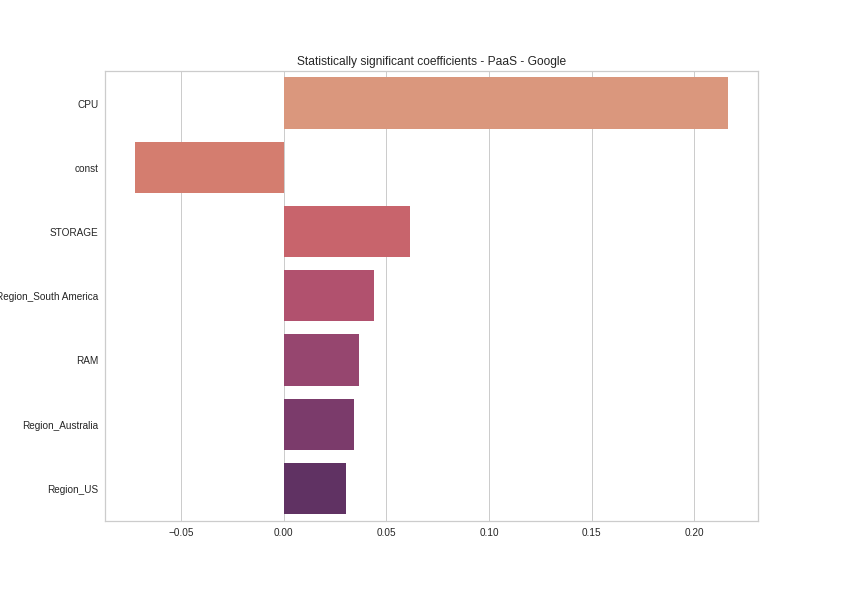 Statistically significant coefficients - PaaS - Google
CPU
const
STORAGE
Region_South America
RAM
Region_Australia
Region_US
−0.05 0.00 0.05 0.10 0.15 0.20